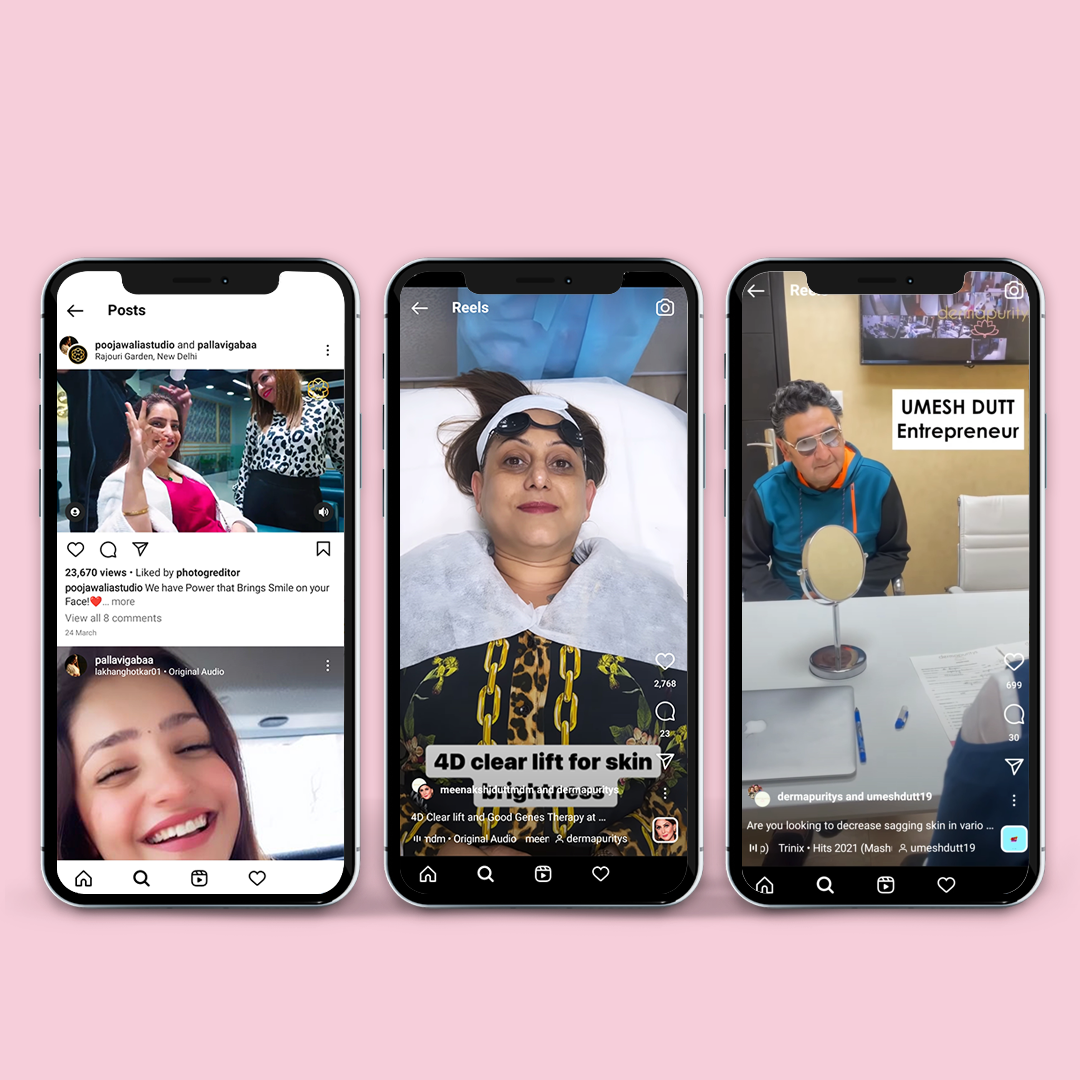 Posts
poojawaliastudio and pallavigabaa
Rajouri Garden, New Delhi
23,670 views • Liked by photogreditor
poojawaliastudio We have Power that Brings Smile on your
Face!❤️... more
View all 8 comments
24 March
pallavigabaa
lakhanghotkar01 • Original Audio
Reels
2,768
23
4D clear lift for skin
brightness
meenakshiduttmdm and dermapuritys
4D Clear lift and Good Genes Therapy at ...
ndm • Original Audio meer dermapuritys
dermapurity
UMESH DUTT
Entrepreneur
699
30
dermapuritys and umeshdutt19
Are you looking to decrease sagging skin in vario ...
p) Trinix • Hits 2021 (Mash umeshdutt19